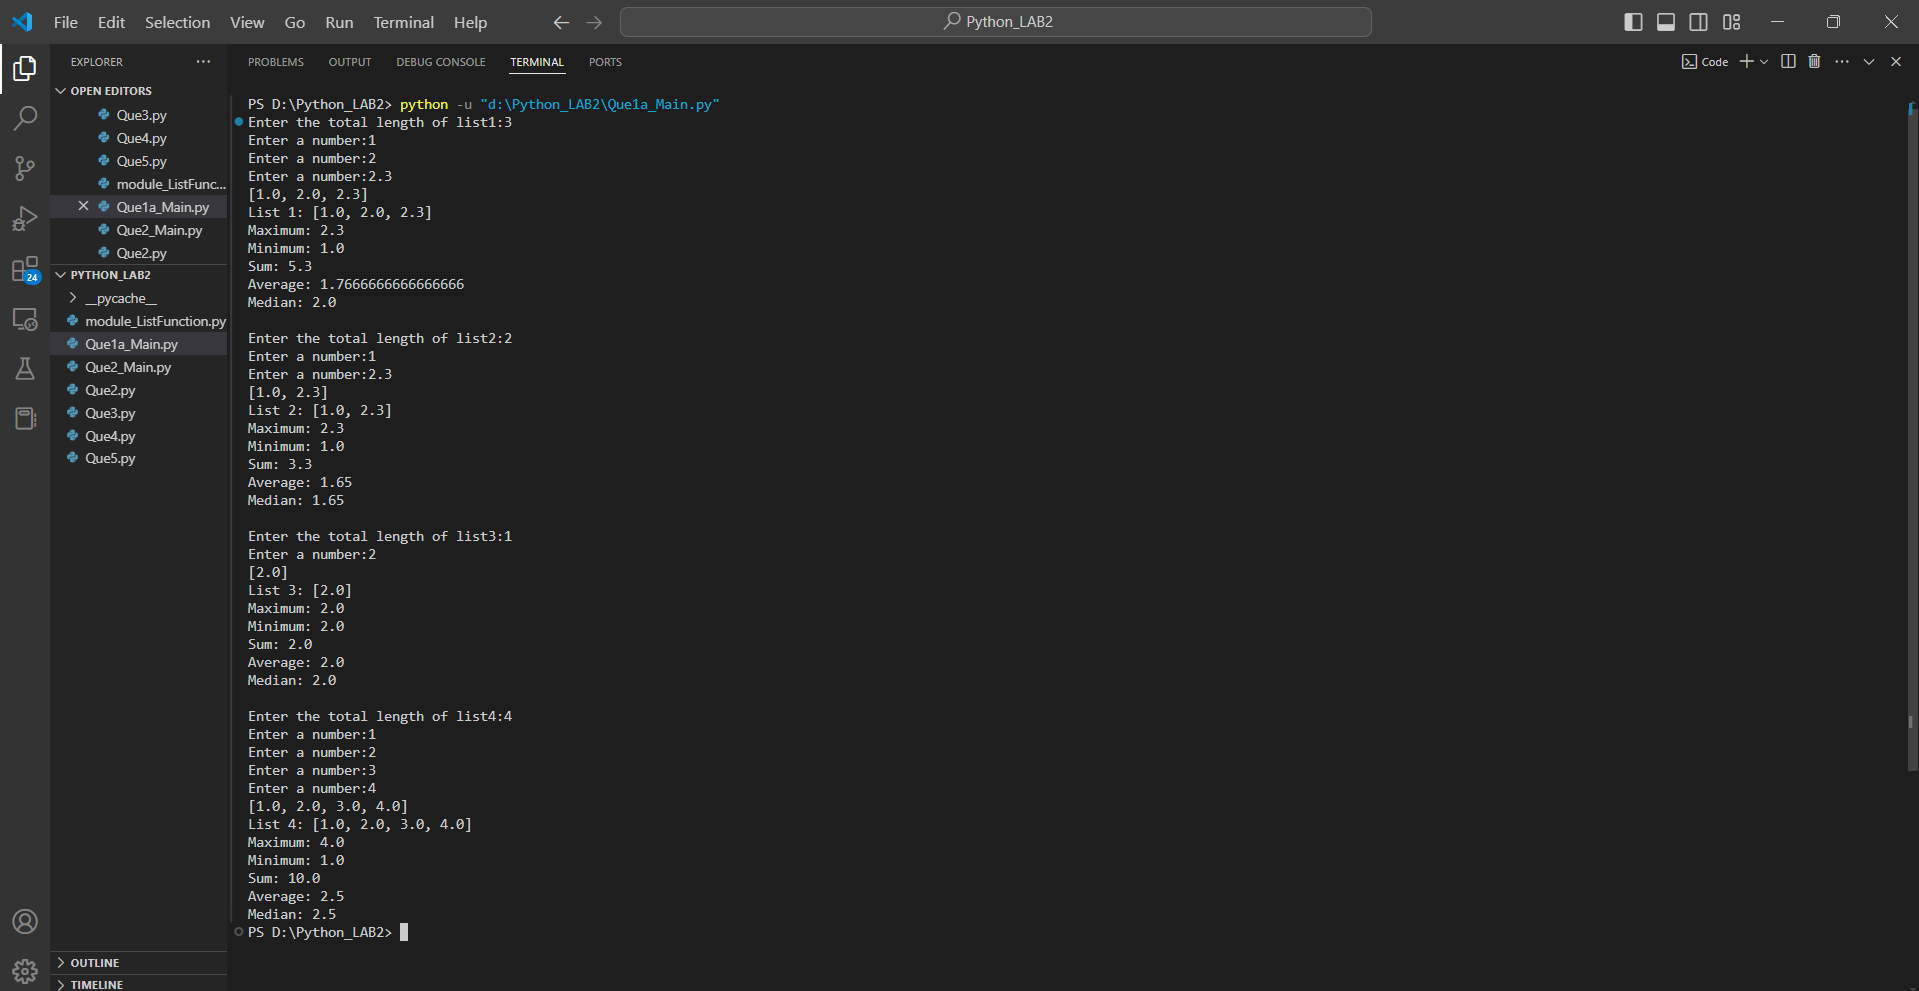 File Edit Selection View Go Run Terminal Help
Python_LAB2
EXPLORER
OPEN EDITORS
Que3.py
Que4.py
Que5.py
module_ListFunc...
Que1a_Main.py
Que2_Main.py
Que2.py
PYTHON_LAB2
__pycache__
module_ListFunction.py
Que1a_Main.py
Que2_Main.py
Que2.py
Que3.py
Que4.py
Que5.py
OUTLINE
TIMELINE
24
PROBLEMS OUTPUT DEBUG CONSOLE TERMINAL PORTS
Code
PS D:\Python_LAB2> python -u "d:\Python_LAB2\Que1a_Main.py"
Enter the total length of list1:3
Enter a number:1
Enter a number:2
Enter a number:2.3
[1.0, 2.0, 2.3]
List 1: [1.0, 2.0, 2.3]
Maximum: 2.3
Minimum: 1.0
Sum: 5.3
Average: 1.7666666666666666
Median: 2.0
Enter the total length of list2:2
Enter a number:1
Enter a number:2.3
[1.0, 2.3]
List 2: [1.0, 2.3]
Maximum: 2.3
Minimum: 1.0
Sum: 3.3
Average: 1.65
Median: 1.65
Enter the total length of list3:1
Enter a number:2
[2.0]
List 3: [2.0]
Maximum: 2.0
Minimum: 2.0
Sum: 2.0
Average: 2.0
Median: 2.0
Enter the total length of list4:4
Enter a number:1
Enter a number:2
Enter a number:3
Enter a number:4
[1.0, 2.0, 3.0, 4.0]
List 4: [1.0, 2.0, 3.0, 4.0]
Maximum: 4.0
Minimum: 1.0
Sum: 10.0
Average: 2.5
Median: 2.5
PS D:\Python_LAB2>